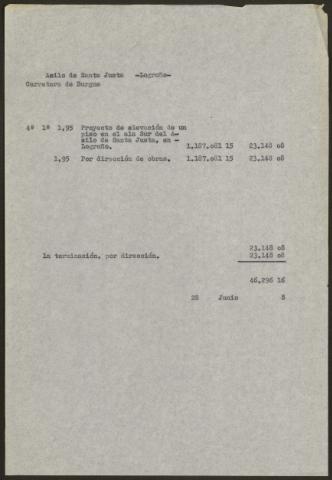 Asilo de Santa Justa -Logroño-
Carretera de Burgos
4º 1º 1,95 Proyecto de elevación de un
piso en el ala Sur del A-
silo de Santa Justa, en -
Logroño. 1.187.081 15 23.148 08
1,95 Por dirección de obras. 1.187.081 15 23.148 08
23.148 08
la terminación, por dirección. 23.148 08
46.296 16
28 Junio 8